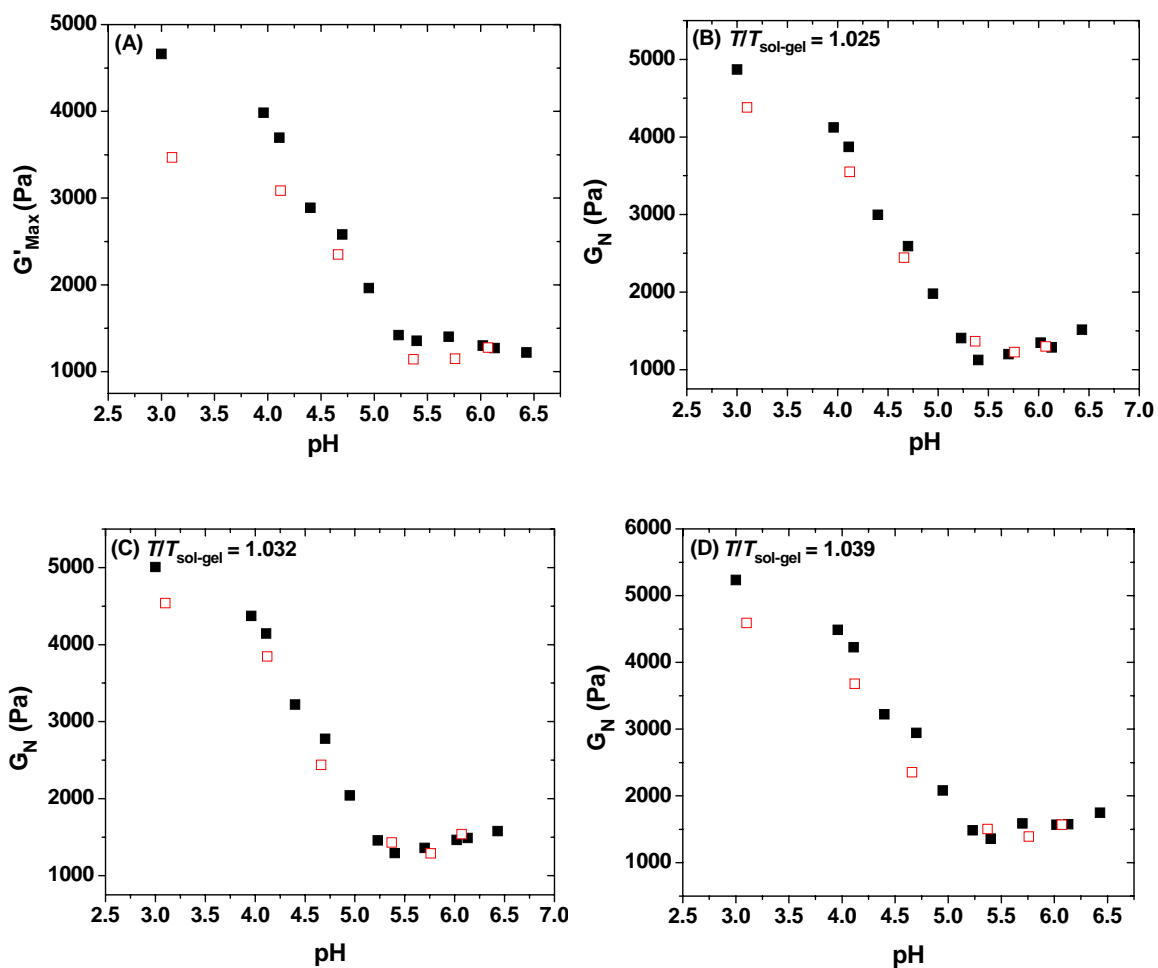 (A)
5000
4000
3000
2000
1000
G'Max (Pa)
2.5 3.0 3.5 4.0 4.5 5.0 5.5 6.0 6.5
pH
(B) T/Tsol-gel = 1.025
5000
4000
3000
2000
1000
GN (Pa)
2.5 3.0 3.5 4.0 4.5 5.0 5.5 6.0 6.5 7.0
pH
(C) T/Tsol-gel = 1.032
5000
4000
3000
2000
1000
GN (Pa)
2.5 3.0 3.5 4.0 4.5 5.0 5.5 6.0 6.5 7.0
pH
(D) T/Tsol-gel = 1.039
6000
5000
4000
3000
2000
1000
GN (Pa)
2.5 3.0 3.5 4.0 4.5 5.0 5.5 6.0 6.5
pH